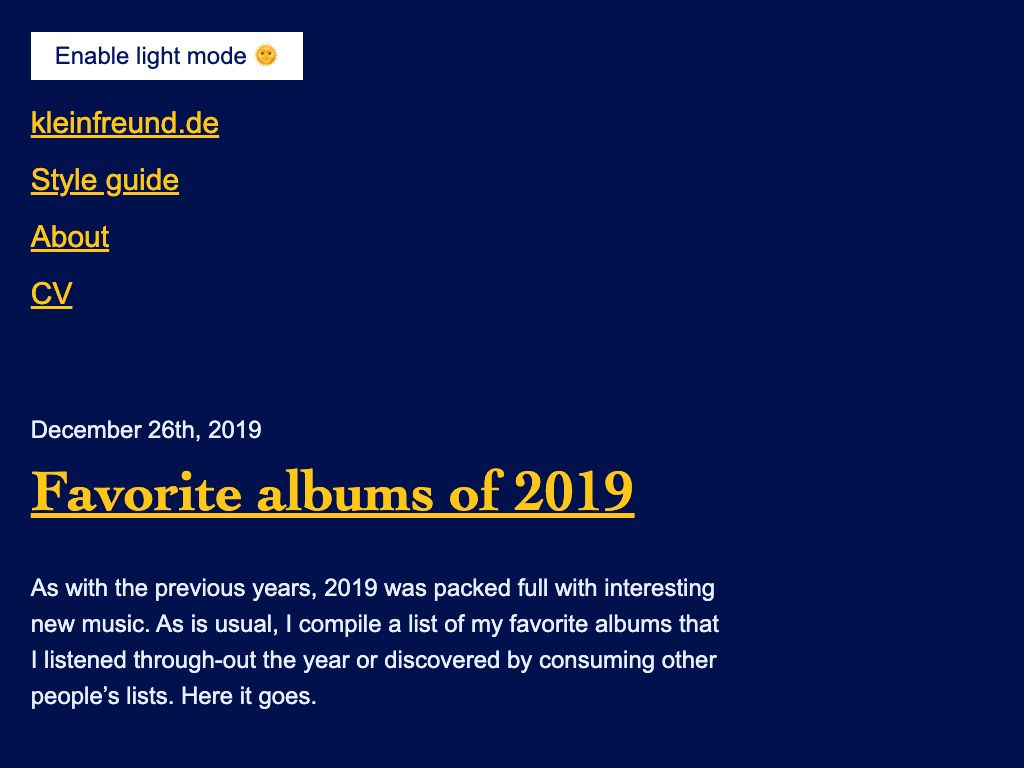 Enable light mode 🌞
kleinfreund.de
Style guide
About
CV
December 26th, 2019
Favorite albums of 2019
As with the previous years, 2019 was packed full with interesting
new music. As is usual, I compile a list of my favorite albums that
I listened through-out the year or discovered by consuming other
people’s lists. Here it goes.